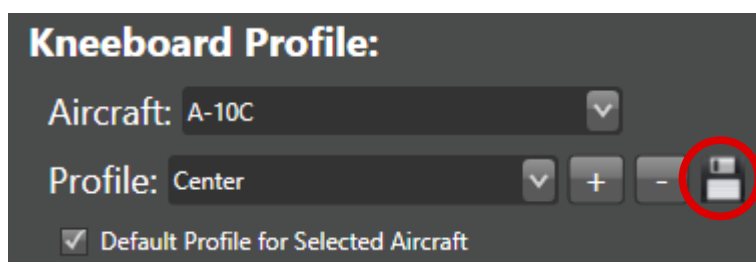 Kneeboard Profile:
Aircraft: A-10C
Profile: Center + -
Default Profile for Selected Aircraft